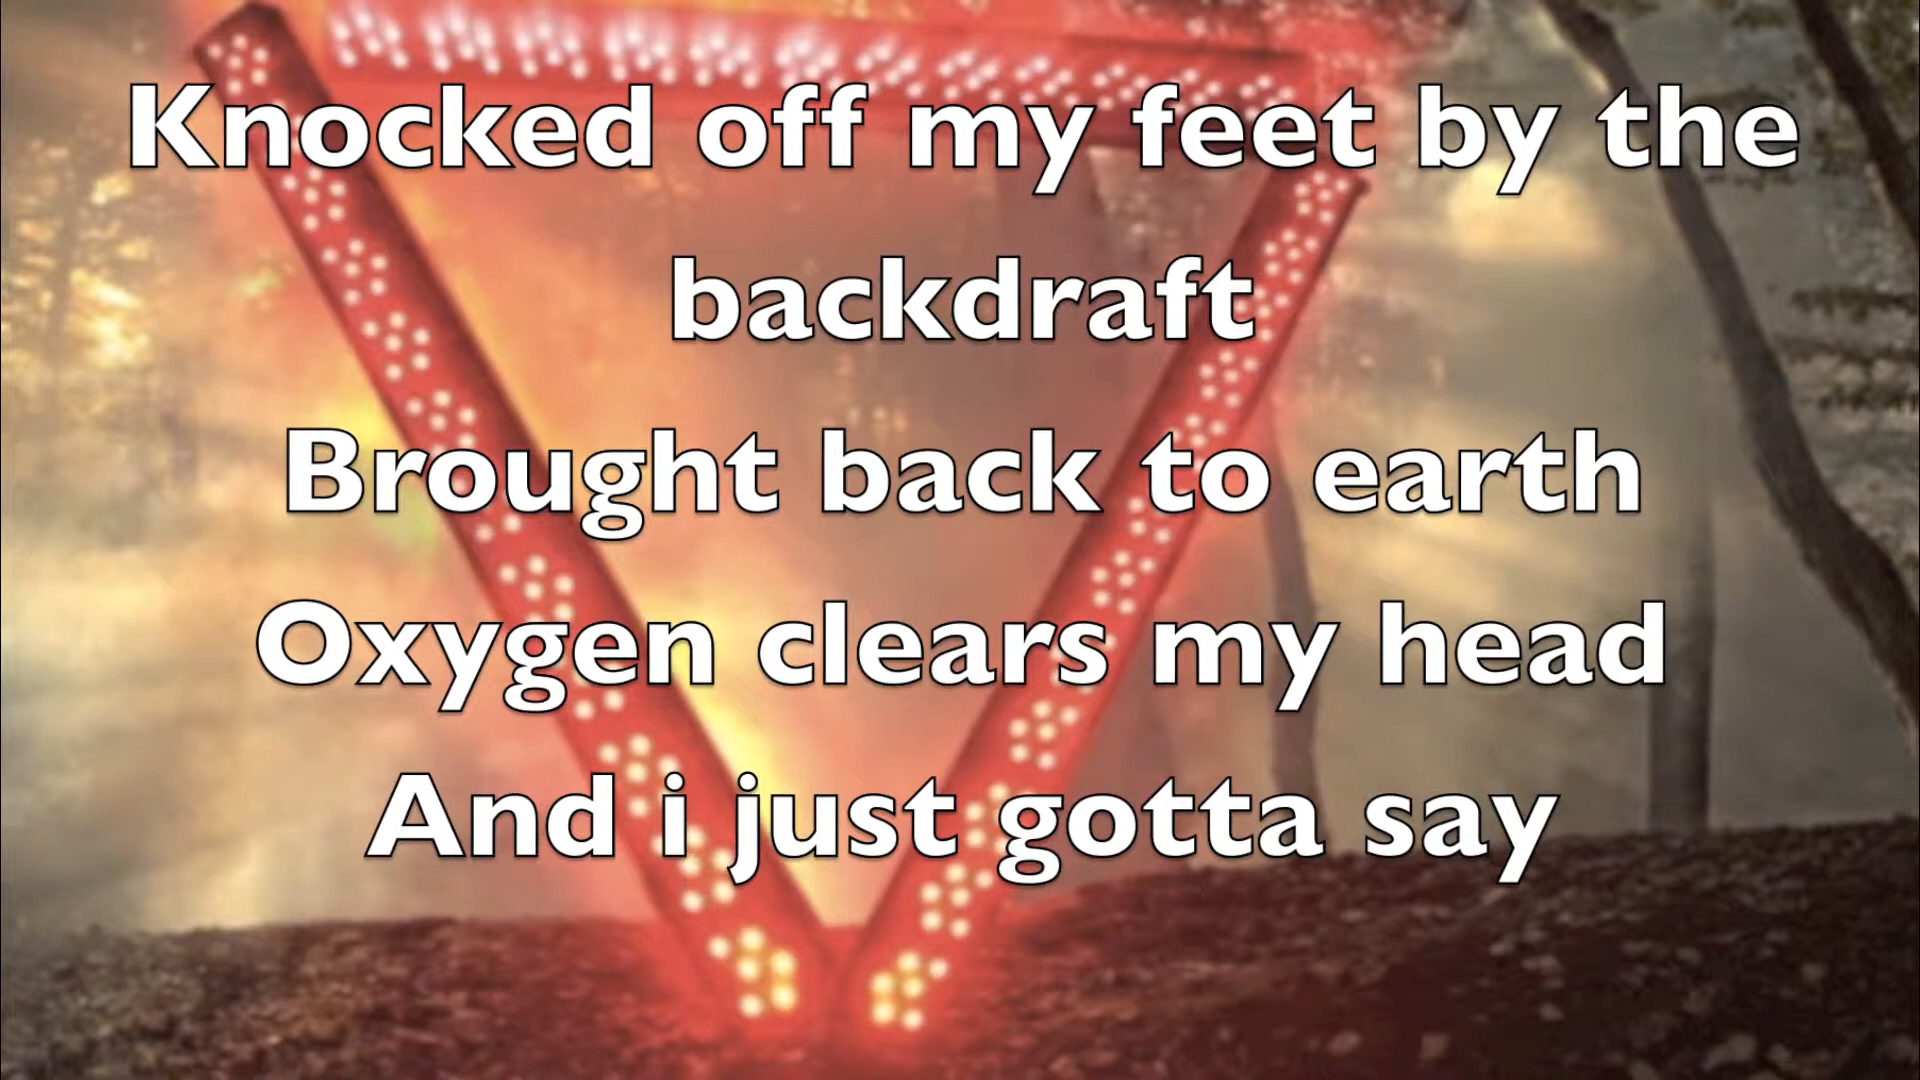 Knocked off my feet by the
backdraft
Brought back to earth
Oxygen clears my head
And i just gotta say